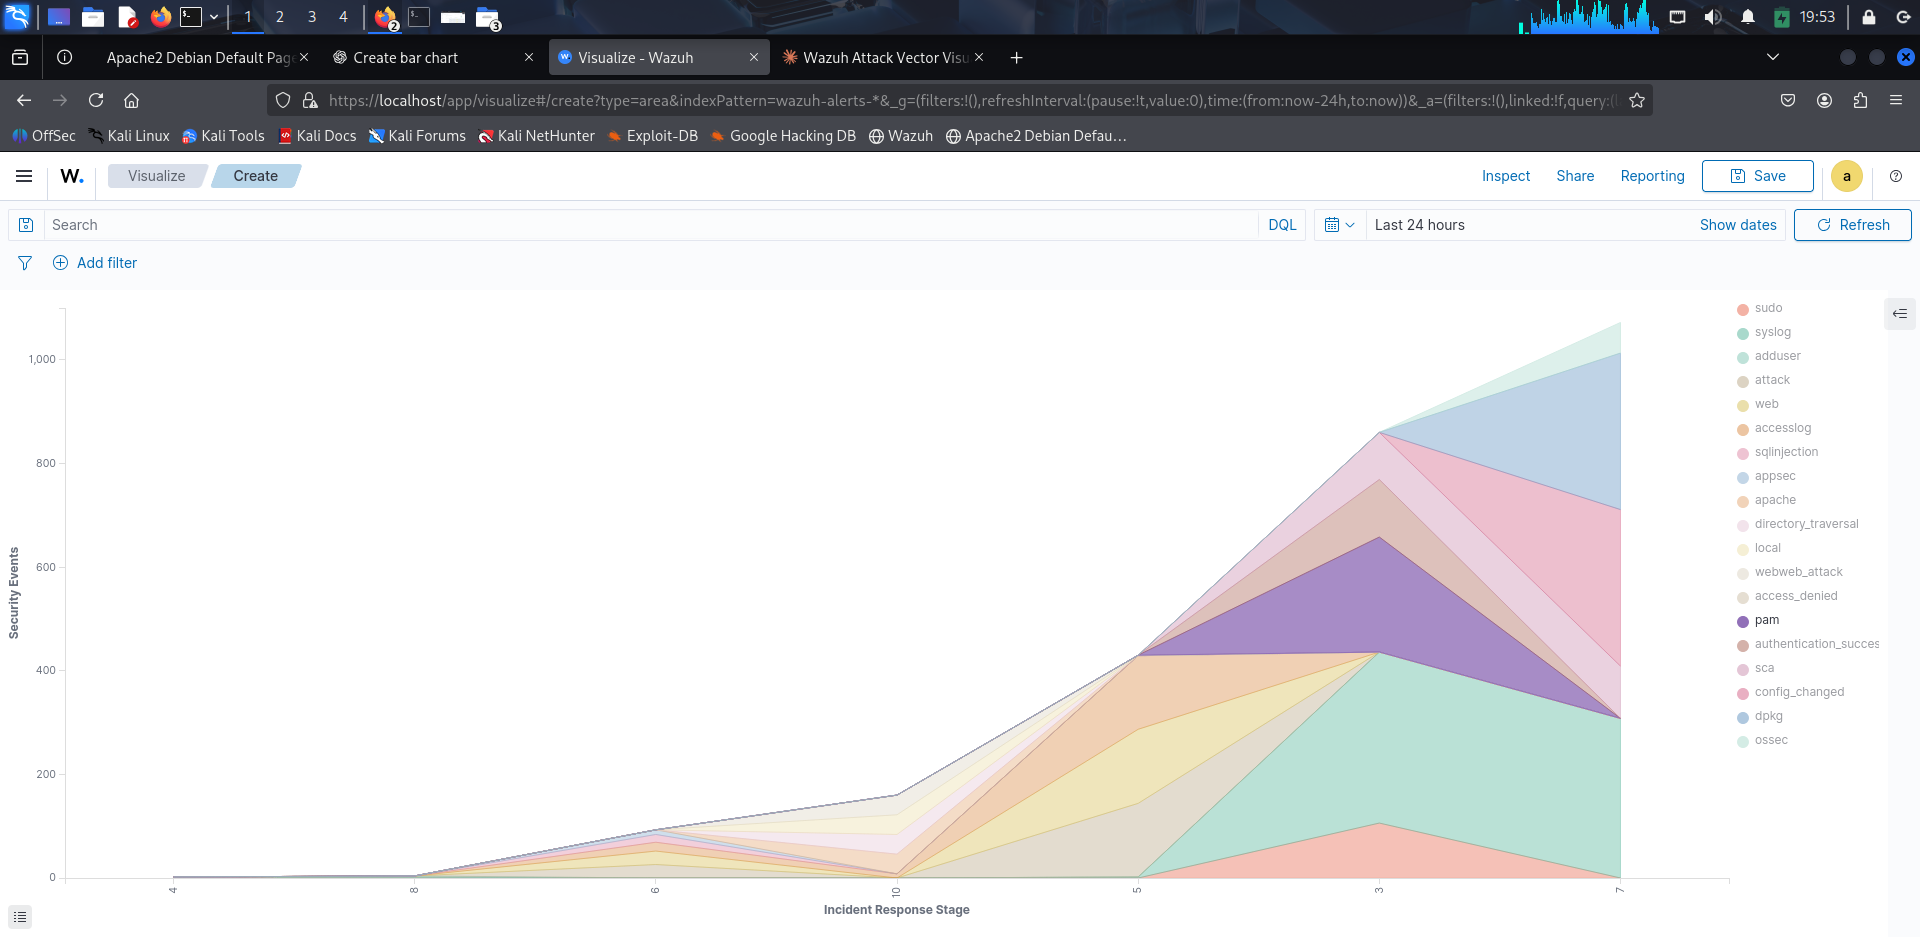 1 2 3 4 2 3 19:53
Apache2 Debian Default Pag Create bar chart Visualize - Wazuh Wazuh Attack Vector Visu
https://localhost/app/visualize#/create?type=area&indexPattern=wazuh-alerts-*&_g=(filters:!(),refreshInterval:(pause:!t,value:0),time:(from:now-24h,to:now))&_a=(filters:!(),linked:!f,query:(
OffSec Kali Linux Kali Tools Kali Docs Kali Forums Kali NetHunter Exploit-DB Google Hacking DB Wazuh Apache2 Debian Defau…
W. Visualize Create Inspect Share Reporting Save a
Search DQL Last 24 hours Show dates Refresh
Add filter
Security Events
1,000
800
600
400
200
0
4 8 6 10 5 3 7
Incident Response Stage
sudo
syslog
adduser
attack
web
accesslog
sqlinjection
appsec
apache
directory_traversal
local
webweb_attack
access_denied
pam
authentication_succes
sca
config_changed
dpkg
ossec